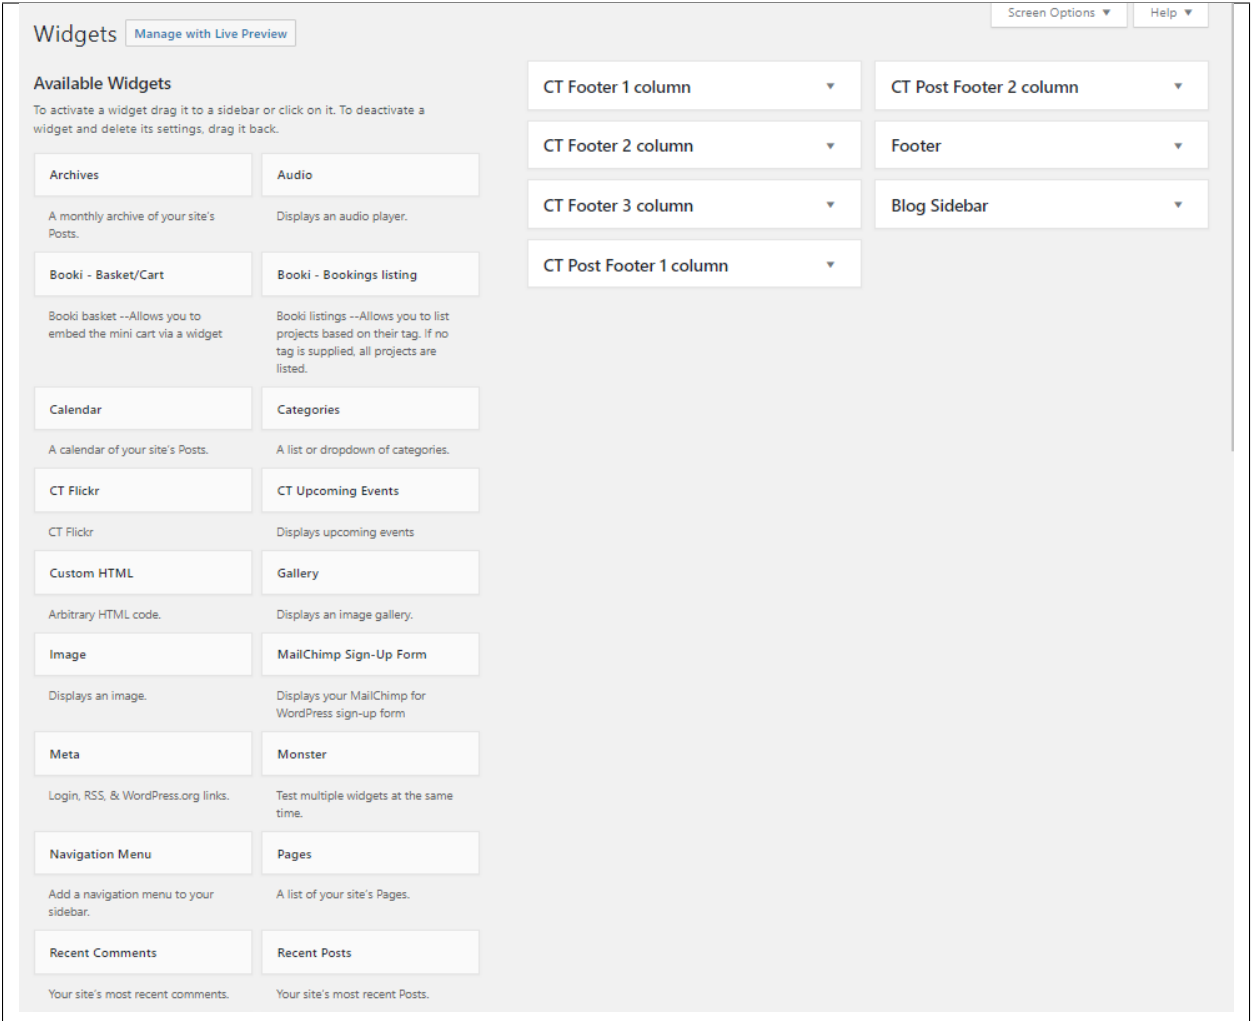 Screen Options ▼
Help ▼
Widgets
Manage with Live Preview
Available Widgets
To activate a widget drag it to a sidebar or click on it. To deactivate a
widget and delete its settings, drag it back.
Archives
A monthly archive of your site's
Posts.
Audio
Displays an audio player.
Booki - Basket/Cart
Booki basket --Allows you to
embed the mini cart via a widget
Booki - Bookings listing
Booki listings --Allows you to list
projects based on their tag. If no
tag is supplied, all projects are
listed.
Calendar
A calendar of your site's Posts.
Categories
A list or dropdown of categories.
CT Flickr
CT Flickr
CT Upcoming Events
Displays upcoming events
Custom HTML
Arbitrary HTML code.
Gallery
Displays an image gallery.
Image
Displays an image.
MailChimp Sign-Up Form
Displays your MailChimp for
WordPress sign-up form
Meta
Login, RSS, & WordPress.org links.
Monster
Test multiple widgets at the same
time.
Navigation Menu
Add a navigation menu to your
sidebar.
Pages
A list of your site's Pages.
Recent Comments
Your site's most recent comments.
Recent Posts
Your site's most recent Posts.
CT Footer 1 column
CT Footer 2 column
CT Footer 3 column
CT Post Footer 1 column
CT Post Footer 2 column
Footer
Blog Sidebar